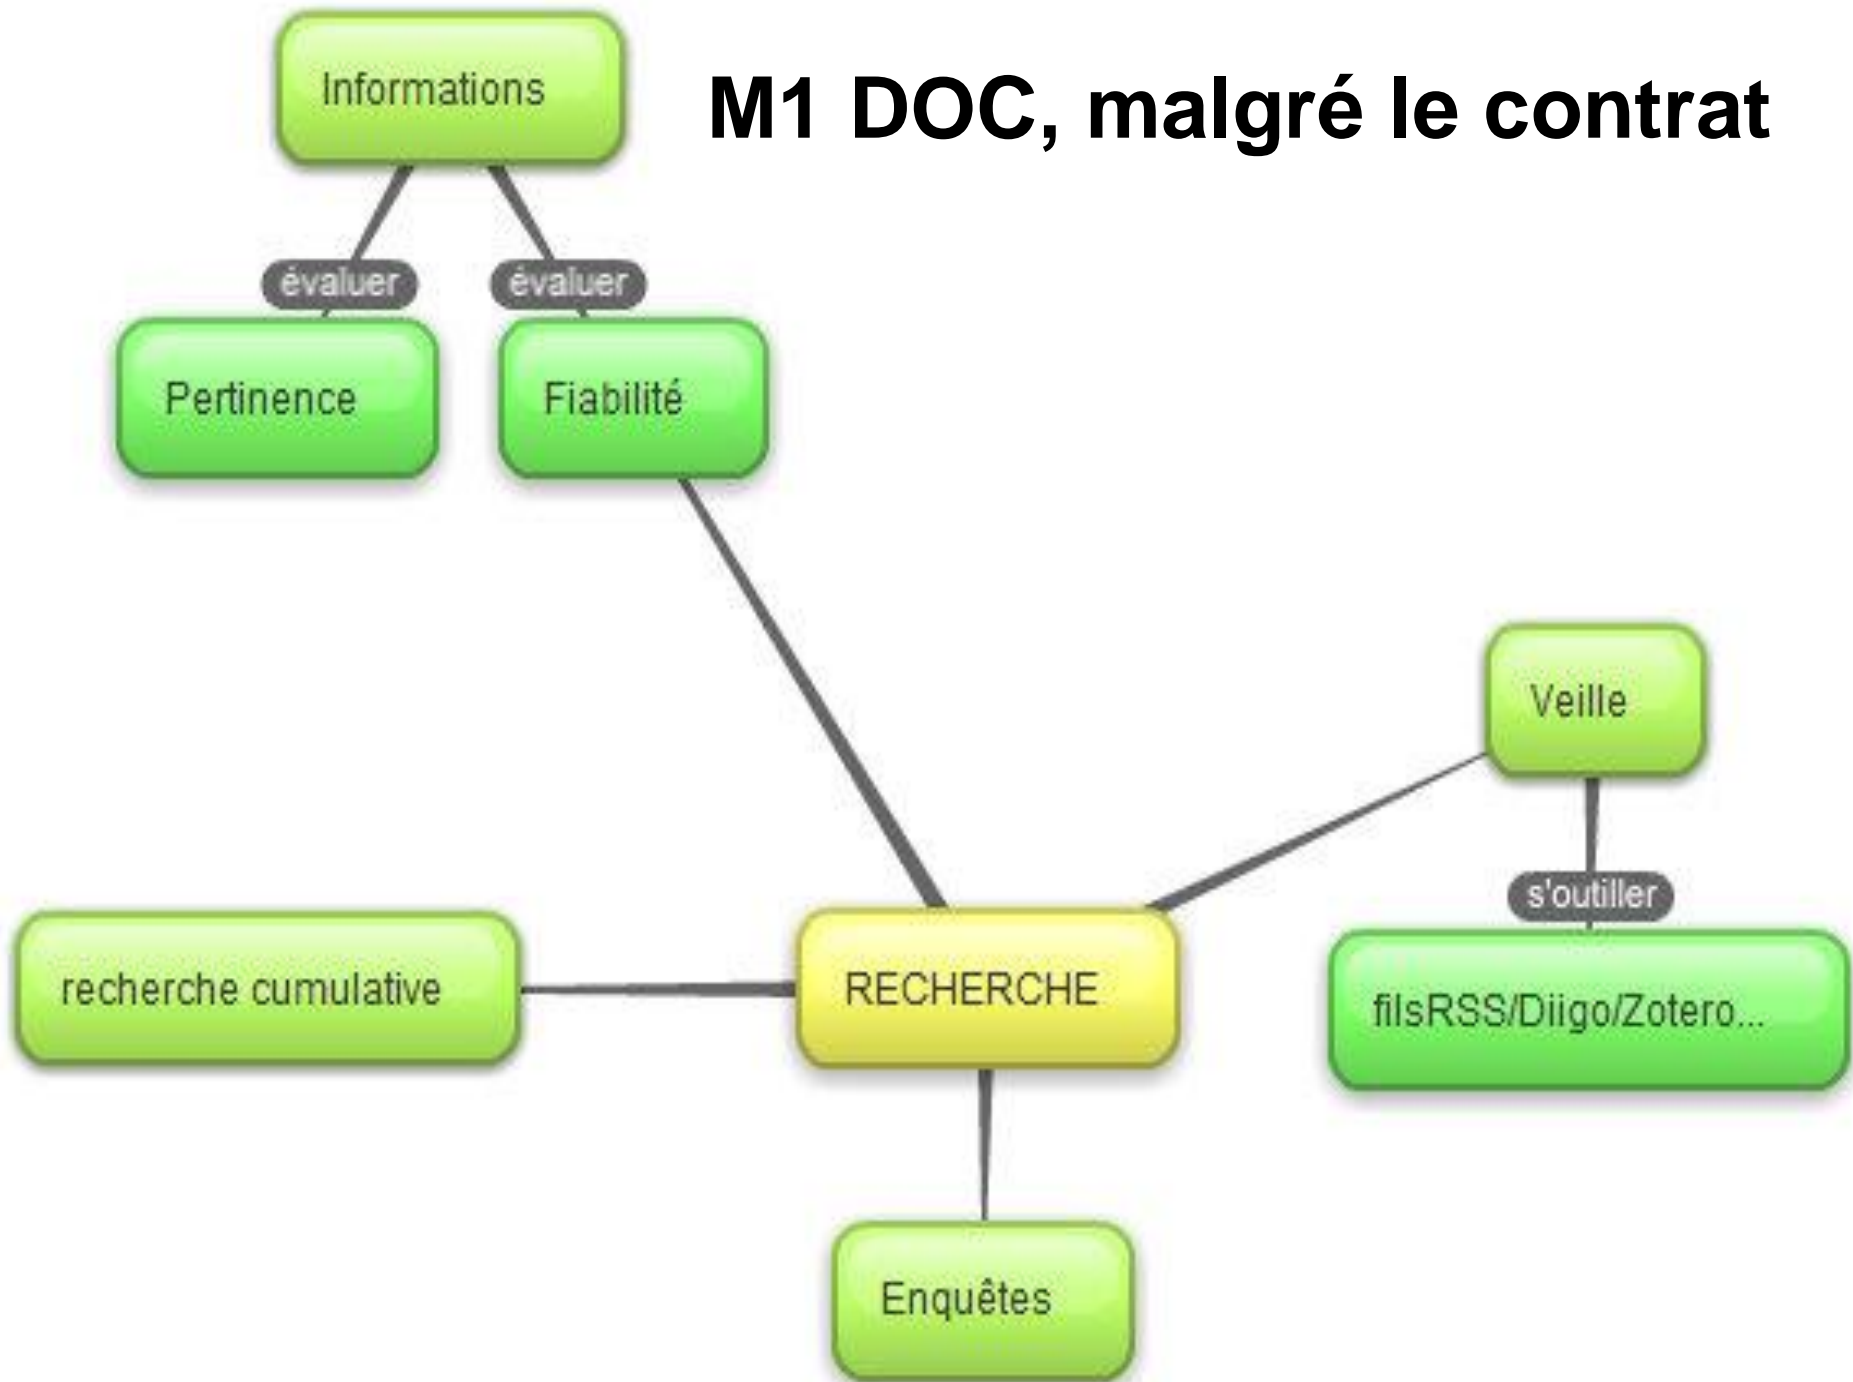 M1 DOC, malgré le contrat
Informations
évaluer
évaluer
Pertinence
Fiabilité
Veille
s'outiller
filsRSS/Diigo/Zotero...
recherche cumulative
RECHERCHE
Enquêtes